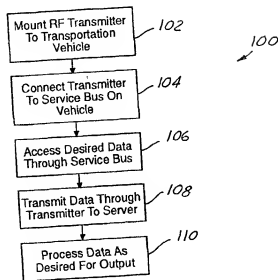 Mount RF Transmitter
To Transportation
Vehicle
102
100
Connect Transmitter
To Service Bus On
Vehicle
104
Access Desired Data
Through Service Bus
106
Transmit Data Through
Transmitter To Server
108
Process Data As
Desired For Output
110